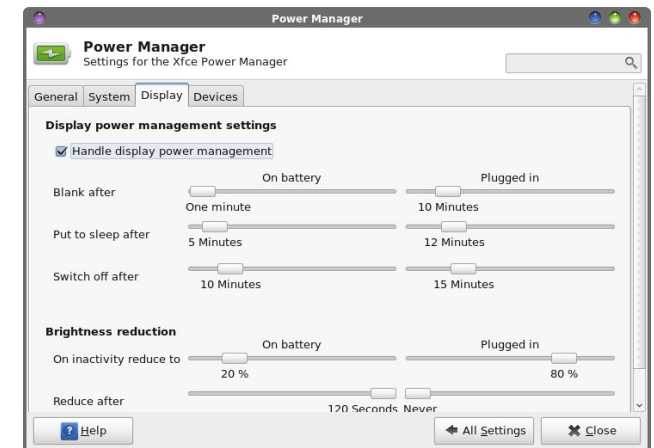 Power Manager
Power Manager
Settings for the Xfce Power Manager
General System Display Devices
Display power management settings
Handle display power management
On battery Plugged in
Blank after
One minute 10 Minutes
Put to sleep after
5 Minutes 12 Minutes
Switch off after
10 Minutes 15 Minutes
Brightness reduction
On battery Plugged in
On inactivity reduce to
20 % 80 %
Reduce after
120 Seconds Never
? Help All Settings Close